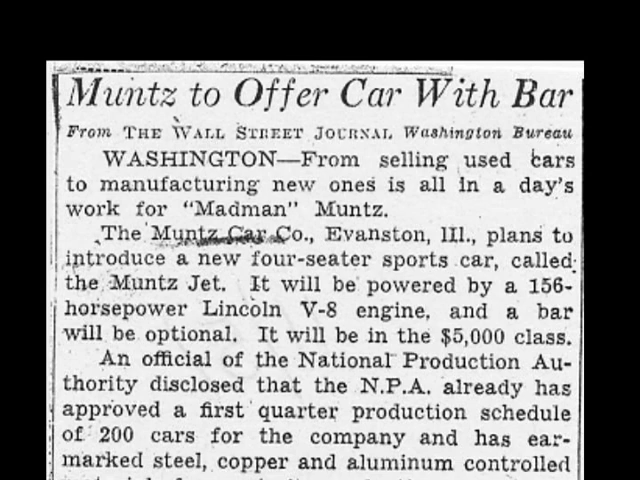 Muntz to Offer Car With Bar
From THE WALL STREET JOURNAL Washington Bureau
WASHINGTON—From selling used cars
to manufacturing new ones is all in a day's
work for "Madman" Muntz.
The Muntz Car Co., Evanston, Ill., plans to
introduce a new four-seater sports car, called
the Muntz Jet. It will be powered by a 156-
horsepower Lincoln V-8 engine, and a bar
will be optional. It will be in the $5,000 class.
An official of the National Production Au-
thority disclosed that the N.P.A. already has
approved a first quarter production schedule
of 200 cars for the company and has ear-
marked steel, copper and aluminum controlled